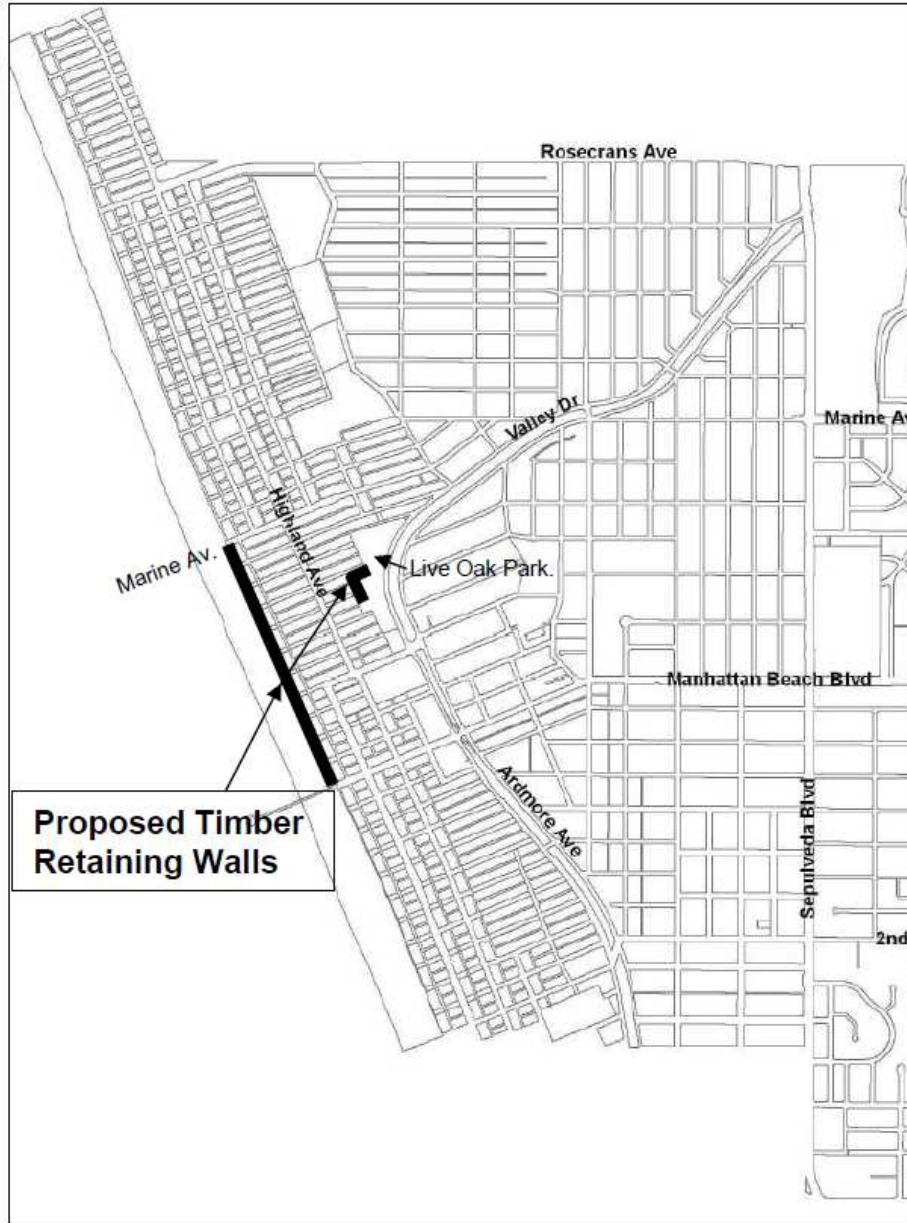 Rosecrans Ave
Valley Dr
Marine Av
Highland Ave
Marine Av.
Live Oak Park.
Manhattan Beach Blvd
Ardmore Ave
Sepulveda Blvd
Proposed Timber
Retaining Walls
2nd